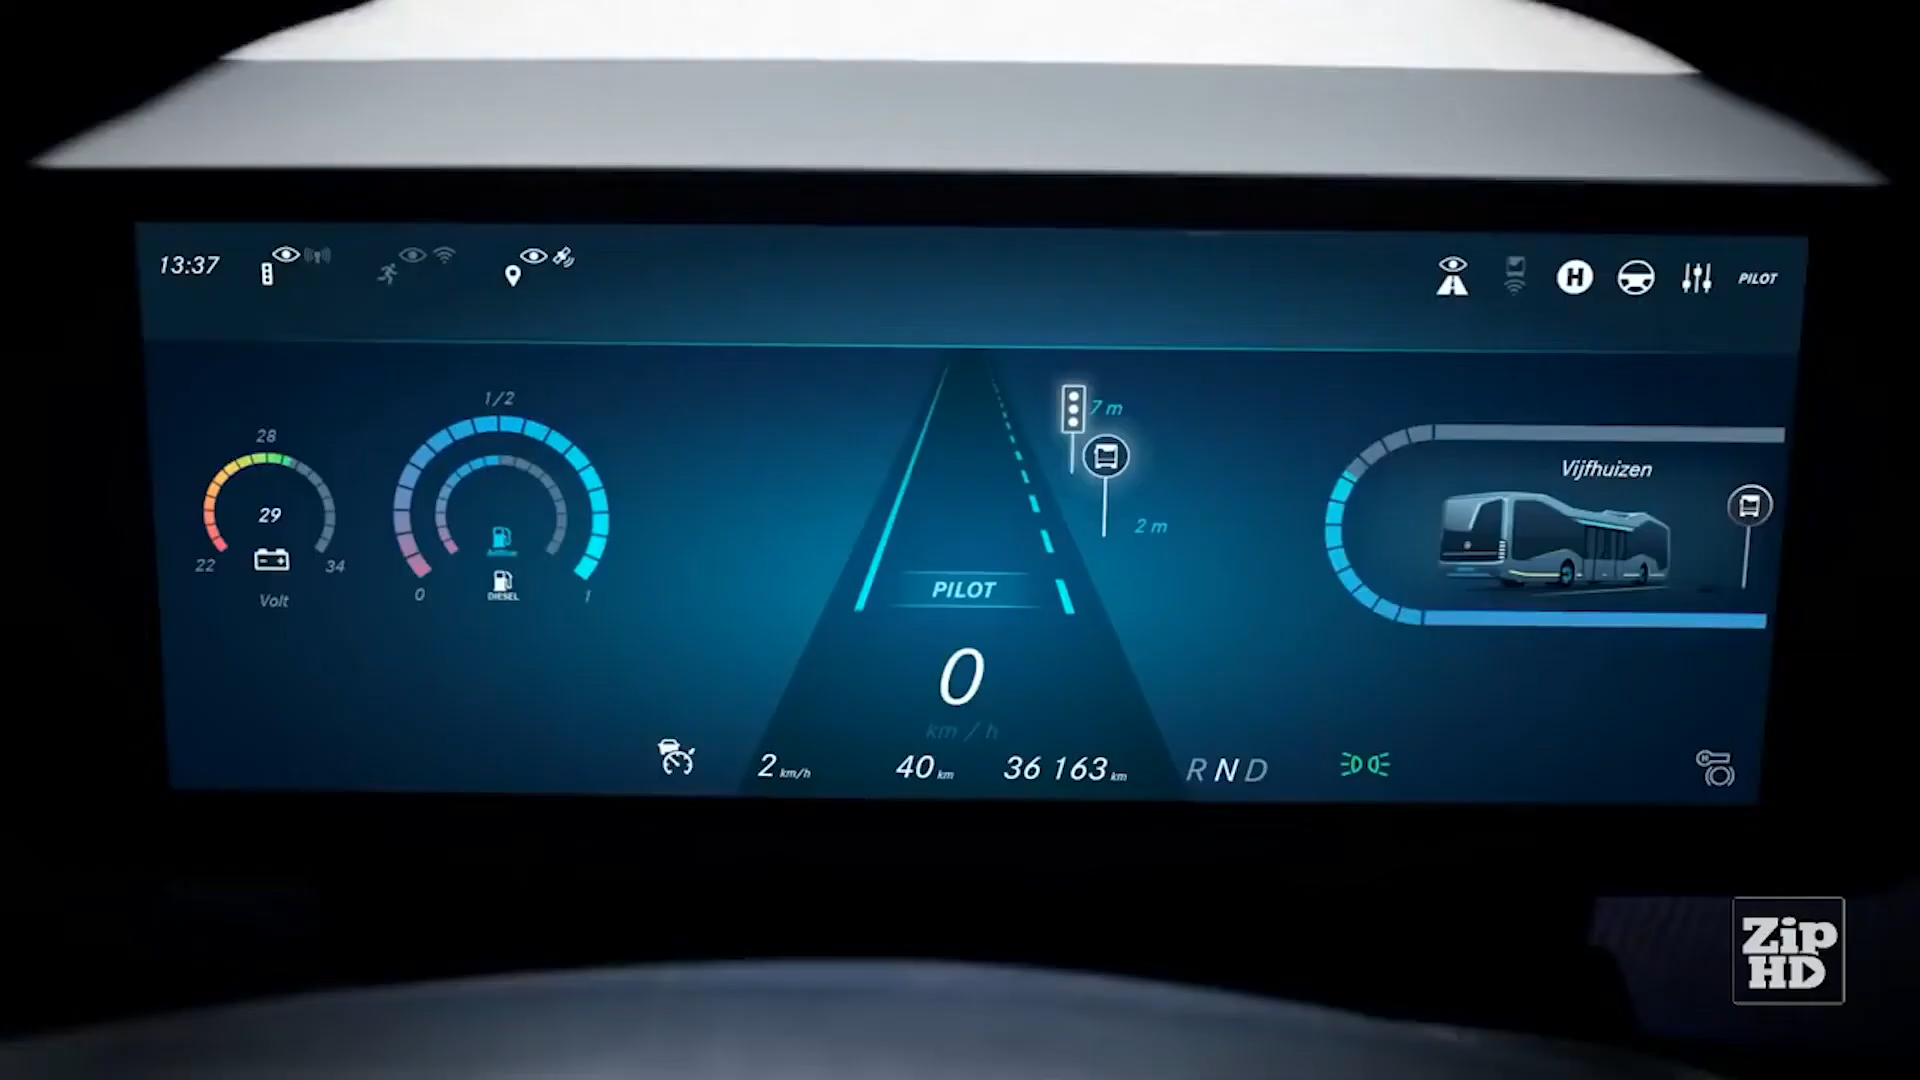 13:37
H
PILOT
1/2
28
7 m
Vijfhuizen
29
2 m
22
34
AdBlue
DIESEL
0
1
Volt
PILOT
0
km / h
2 km/h
40 km
36 163 km
R N D
H
Zip
HD